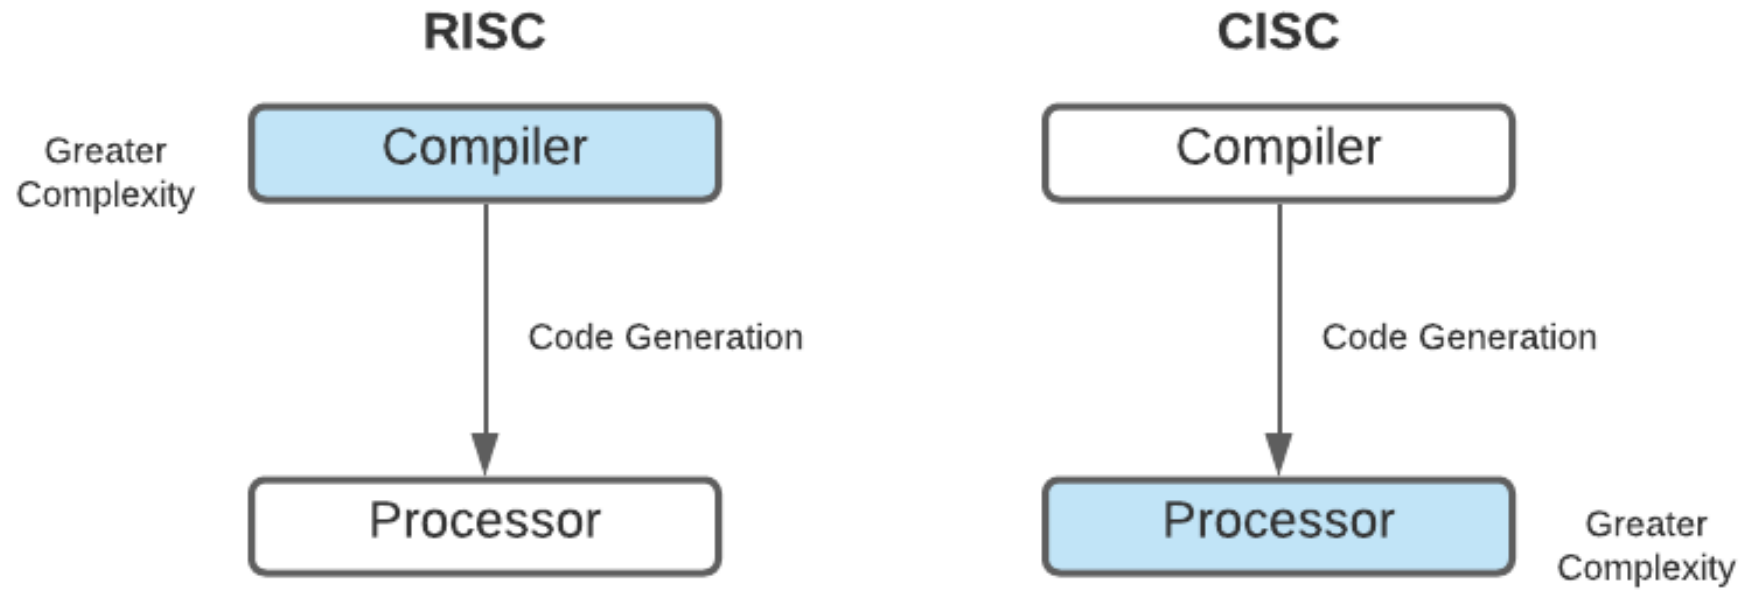 RISC
CISC
Greater
Complexity
Compiler
Compiler
Code Generation
Code Generation
Processor
Processor
Greater
Complexity